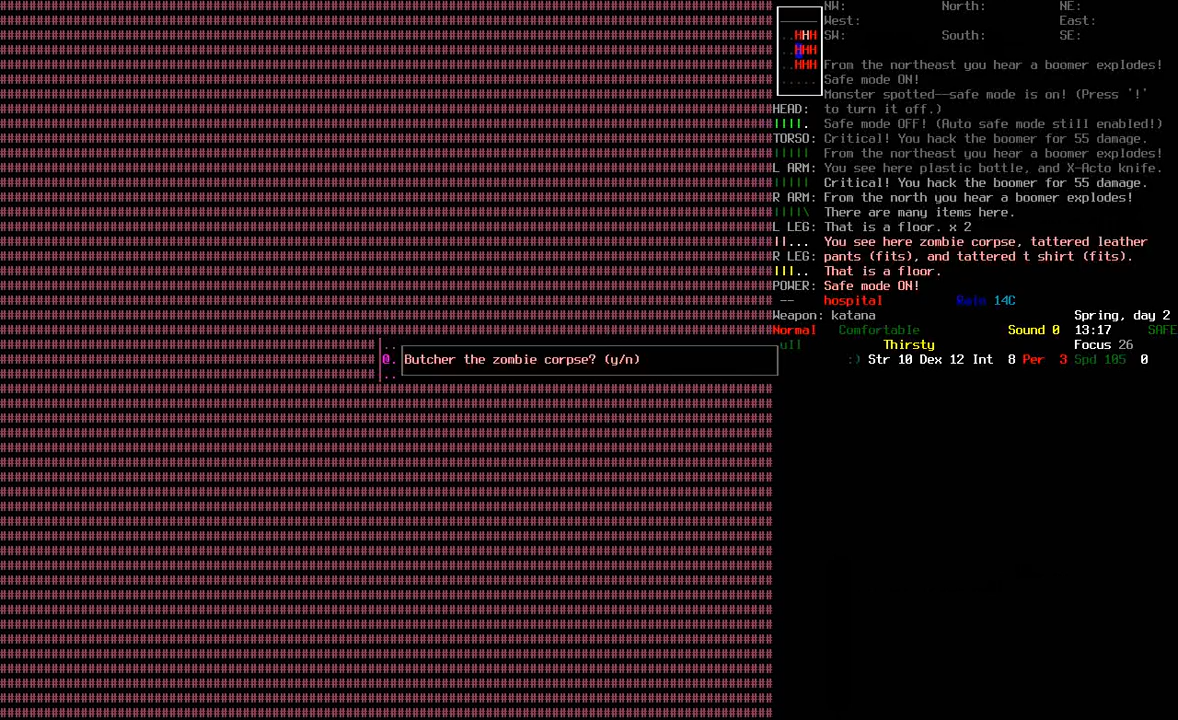 NW: North: NE:
West: East:
SW: South: SE:
From the northeast you hear a boomer explodes!
Safe mode ON!
Monster spotted--safe mode is on! (Press '!'
HEAD: to turn it off.)
Safe mode OFF! (Auto safe mode still enabled!)
TORSO: Critical! You hack the boomer for 55 damage.
From the northeast you hear a boomer explodes!
L ARM: You see here plastic bottle, and X-Acto knife.
Critical! You hack the boomer for 55 damage.
R ARM: From the north you hear a boomer explodes!
There are many items here.
L LEG: That is a floor. x 2
You see here zombie corpse, tattered leather
R LEG: pants (fits), and tattered t shirt (fits).
That is a floor.
POWER: Safe mode ON!
-- hospital Rain 14C
Weapon: katana Spring, day 2
Normal Comfortable Sound 0 13:17 SAFE
ull Thirsty Focus 26
:) Str 10 Dex 12 Int 8 Per 3 Spd 105 0
@. Butcher the zombie corpse? (y/n)